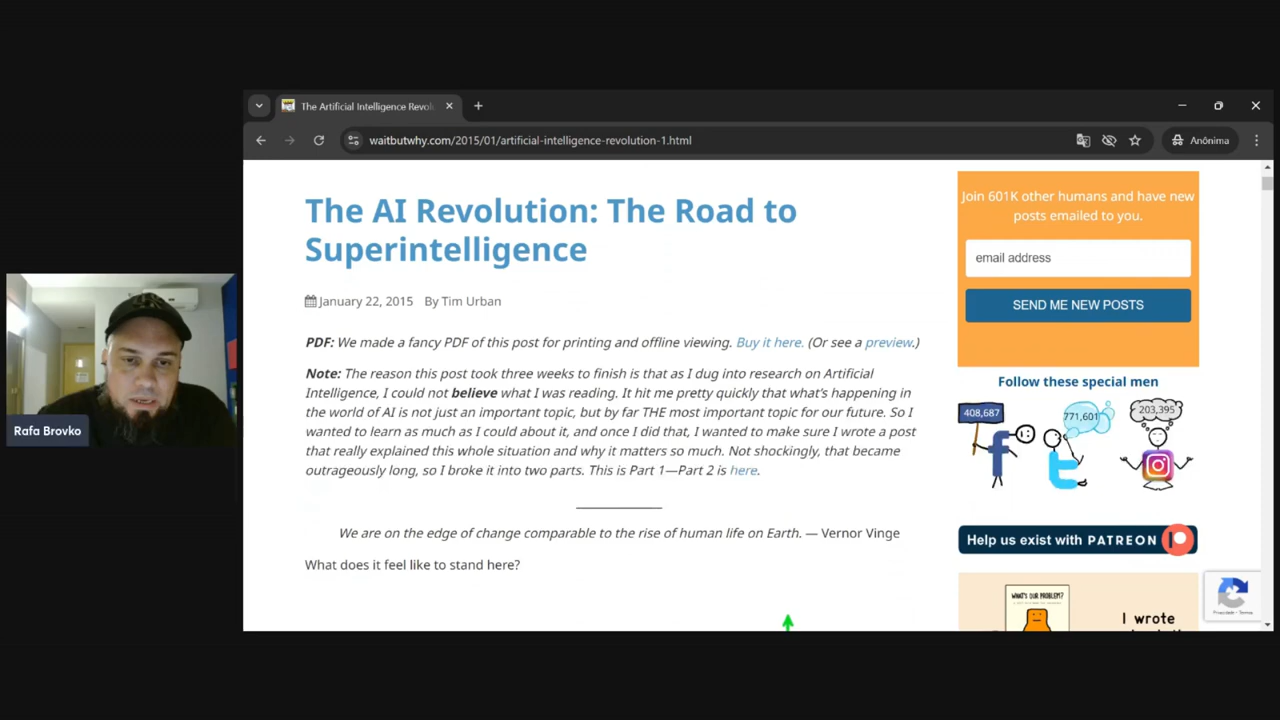 The Artificial Intelligence Revol
waitbutwhy.com/2015/01/artificial-intelligence-revolution-1.html
Anônima
The AI Revolution: The Road to
Superintelligence
January 22, 2015 By Tim Urban
PDF: We made a fancy PDF of this post for printing and offline viewing. Buy it here. (Or see a preview.)
Note: The reason this post took three weeks to finish is that as I dug into research on Artificial
Intelligence, I could not believe what I was reading. It hit me pretty quickly that what's happening in
the world of AI is not just an important topic, but by far THE most important topic for our future. So I
wanted to learn as much as I could about it, and once I did that, I wanted to make sure I wrote a post
that really explained this whole situation and why it matters so much. Not shockingly, that became
outrageously long, so I broke it into two parts. This is Part 1—Part 2 is here.
We are on the edge of change comparable to the rise of human life on Earth. — Vernor Vinge
What does it feel like to stand here?
Join 601K other humans and have new
posts emailed to you.
email address
SEND ME NEW POSTS
Follow these special men
408,687
771,601
203,395
Help us exist with PATREON
WHAT'S OUR PROBLEM?
I wrote
Privacidade - Termos
Rafa Brovko